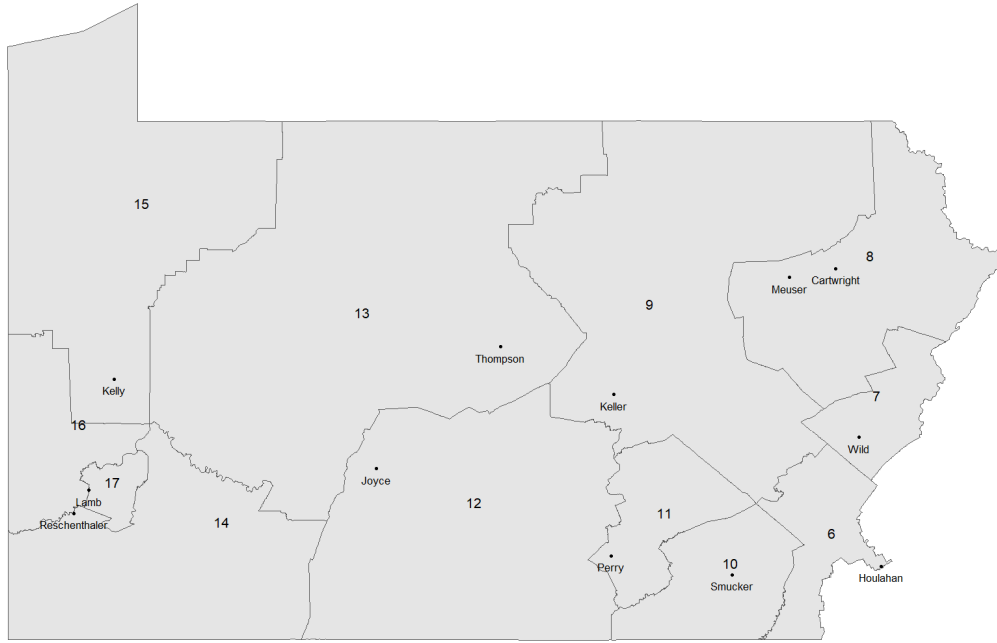 15
8
Cartwright
Meuser
9
13
Thompson
Kelly
Keller
7
16
Wild
Joyce
17
Lamb
12
11
Reschenthaler
14
6
Perry
10
Houlahan
Smucker